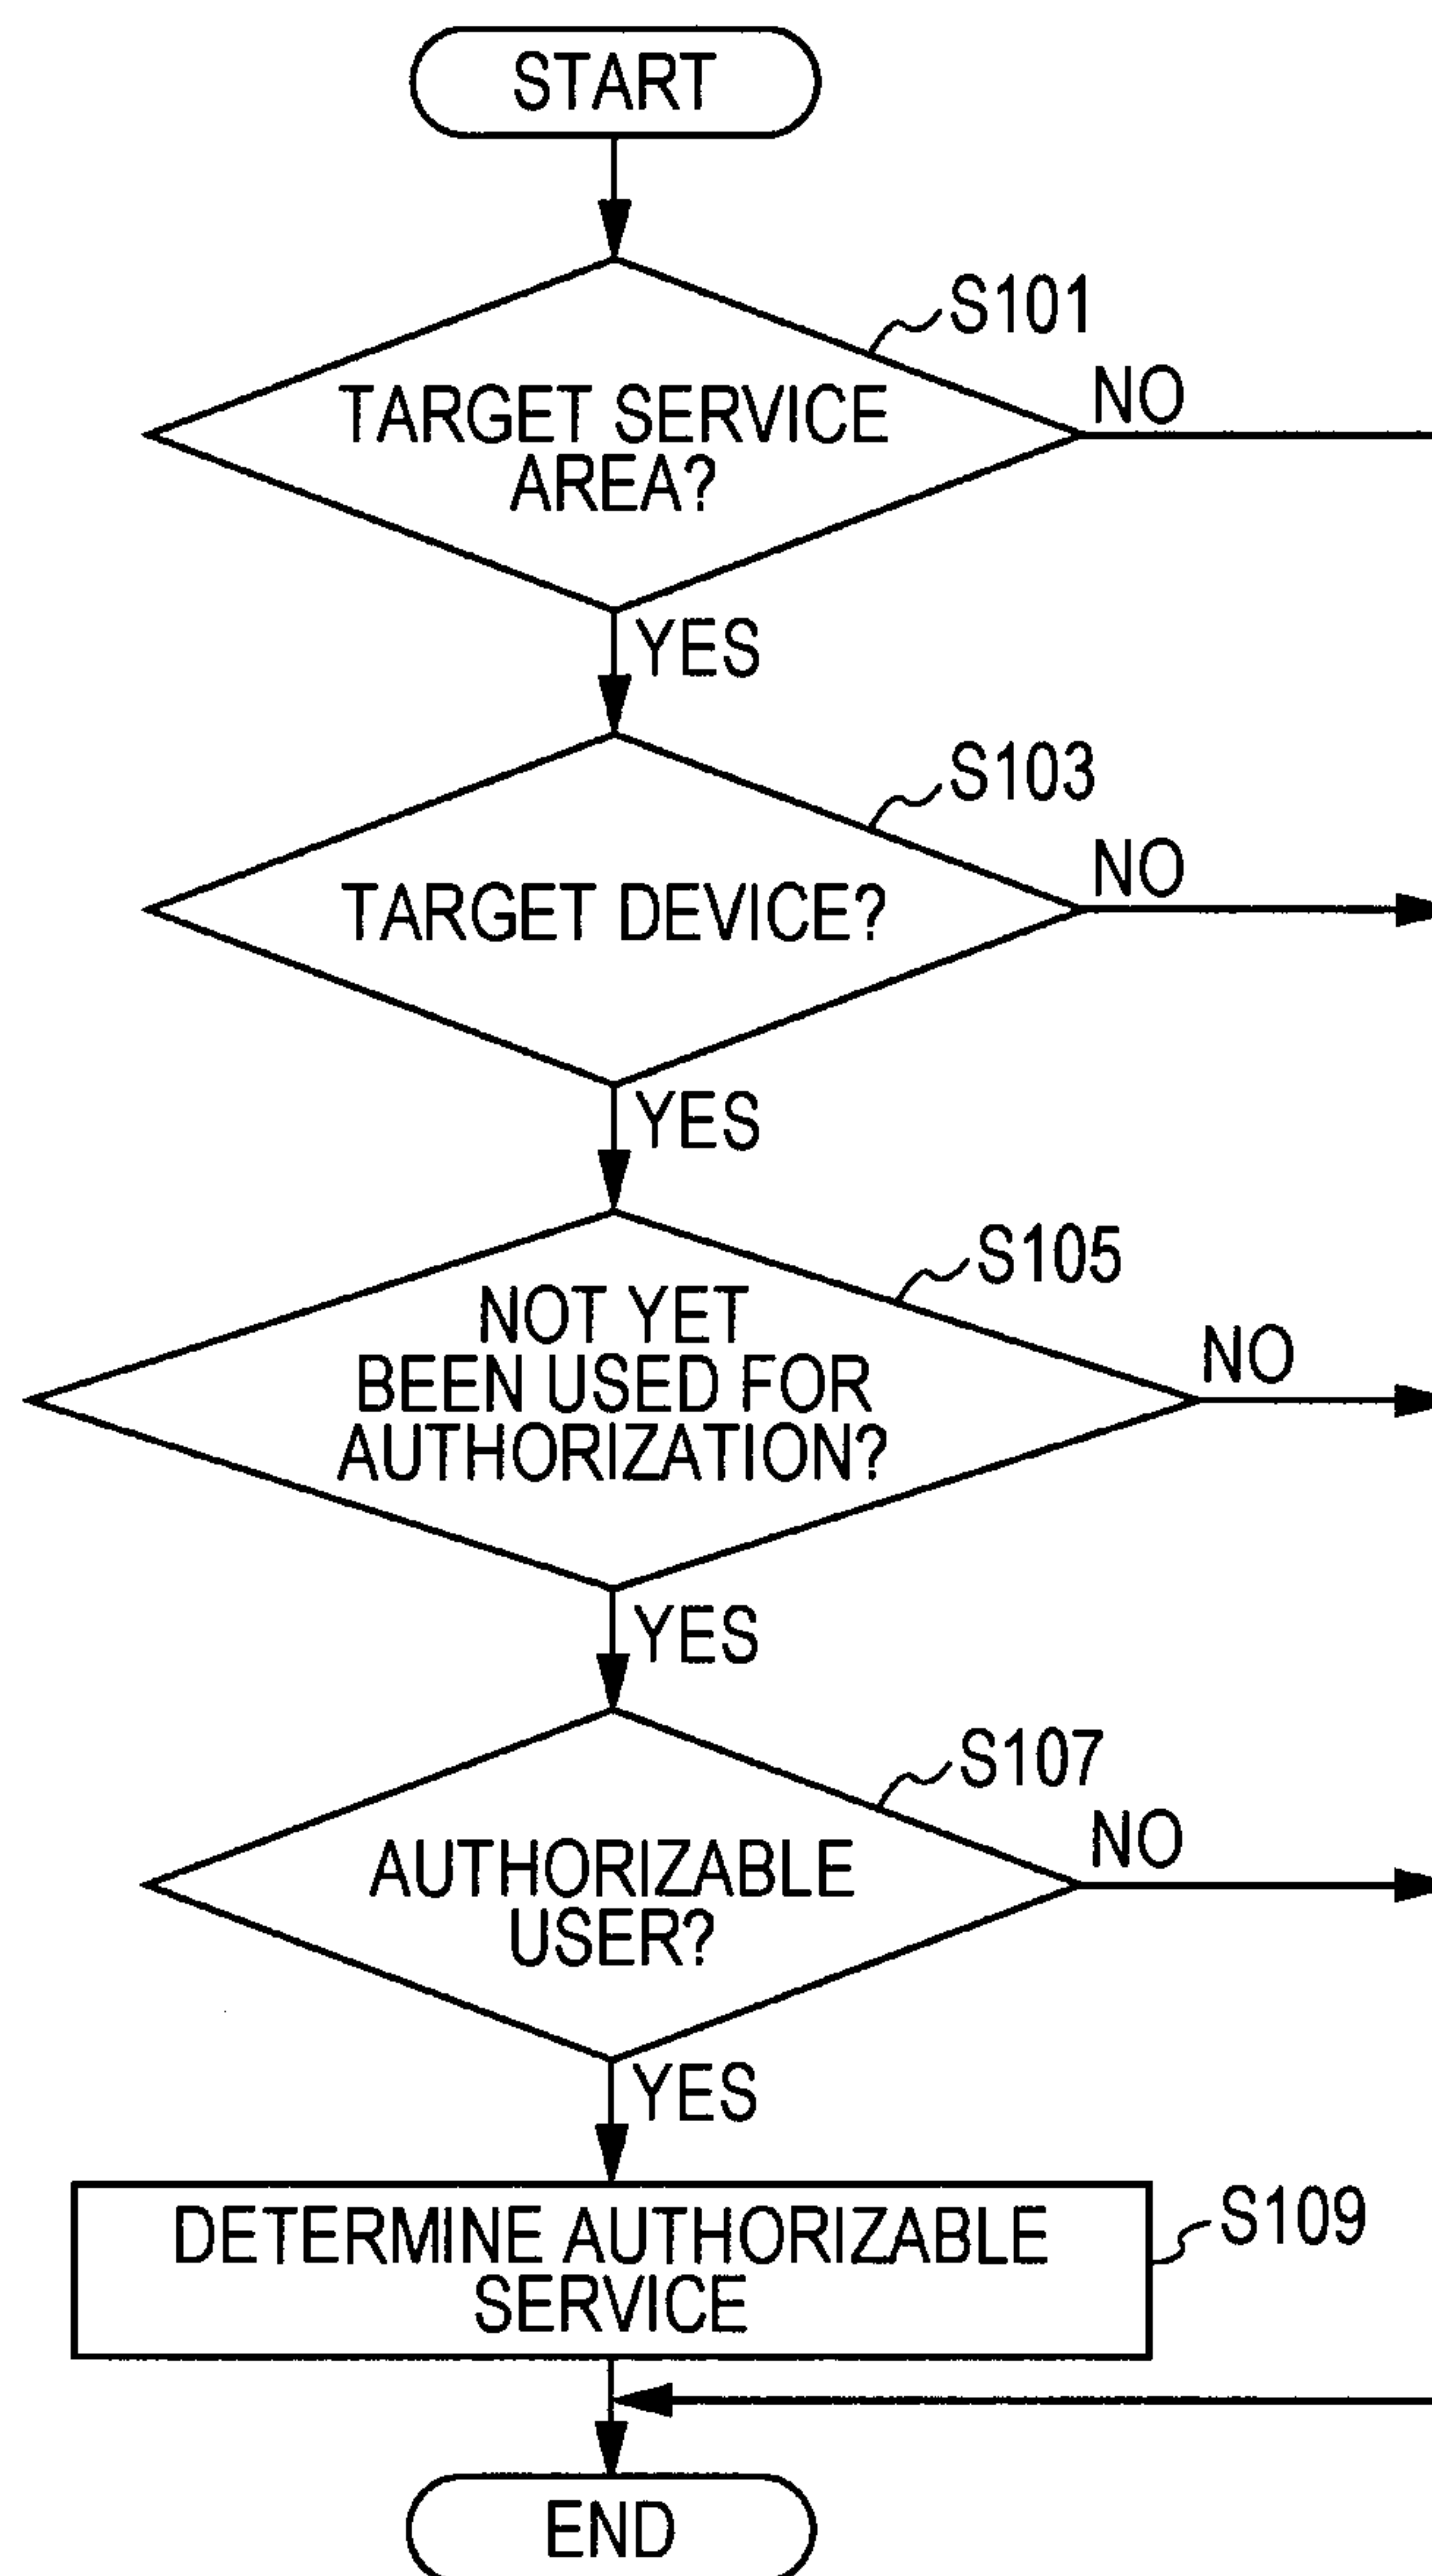 START
S101
TARGET SERVICE
AREA?
NO
YES
S103
TARGET DEVICE?
NO
YES
S105
NOT YET
BEEN USED FOR
AUTHORIZATION?
NO
YES
S107
AUTHORIZABLE
USER?
NO
YES
DETERMINE AUTHORIZABLE
SERVICE
S109
END